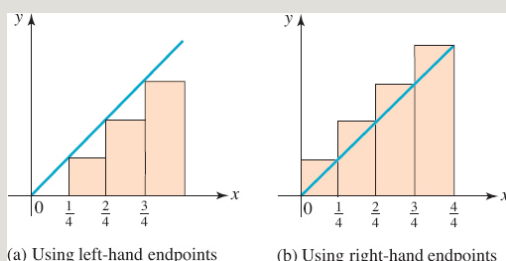 y
x
0 1/4 2/4 3/4
(a) Using left-hand endpoints
y
x
0 1/4 2/4 3/4 4/4
(b) Using right-hand endpoints